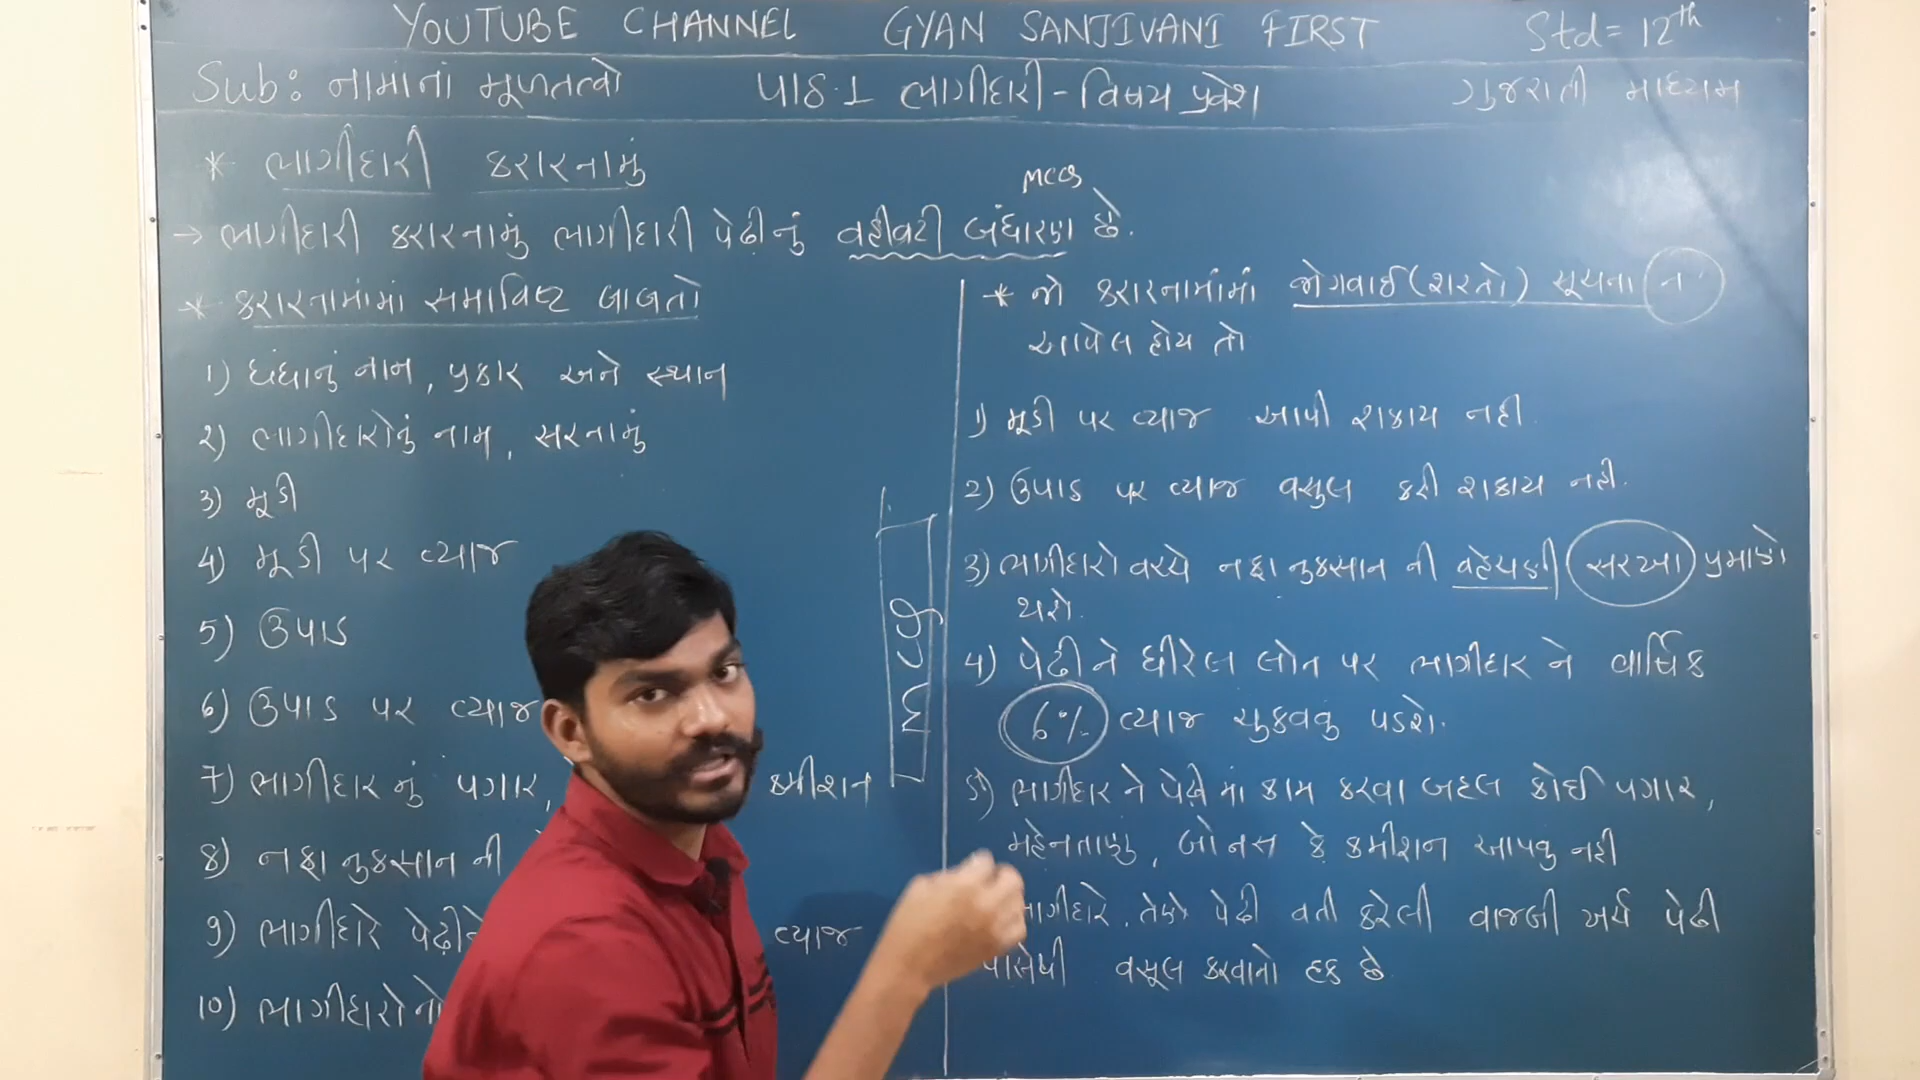 YOUTUBE CHANNEL GYAN SANJIVANI FIRST Std = 12th
Sub: નામાનાં મૂળતત્વો પાઠ.1 ભાગીદારી - વિષય પ્રવેશ ગુજરાતી માધ્યમ
* ભાગીદારી કરારનામું
MCQ
→ ભાગીદારી કરારનામું ભાગીદારી પેઢીનું વહીવટી બંધારણ છે.
* કરારનામામાં સમાવિષ્ટ બાબતો
1) ધંધાનું નામ, પ્રકાર અને સ્થાન
2) ભાગીદારોનું નામ, સરનામું
3) મૂડી
4) મૂડી પર વ્યાજ
5) ઉપાડ
6) ઉપાડ પર વ્યાજ
7) ભાગીદાર નું પગાર, કમીશન
8) નફા નુકસાન ની
9) ભાગીદારે પેઢીને વ્યાજ
10) ભાગીદારોનો
mcq
* જો કરારનામાંમાં જોગવાઈ (શરતો) સૂચના ન
આપેલ હોય તો
1) મૂડી પર વ્યાજ આપી શકાય નહી.
2) ઉપાડ પર વ્યાજ વસુલ કરી શકાય નહી.
3) ભાગીદારો વચ્ચે નફા નુકસાન ની વહેચણી સરખા પ્રમાણે
થશે.
4) પેઢીને ધીરેલ લોન પર ભાગીદાર ને વાર્ષિક
6% વ્યાજ ચુકવવું પડશે.
5) ભાગીદાર ને પેઢી માં કામ કરવા બદલ કોઈ પગાર,
મહેનતાણું, બોનસ કે કમીશન આપવુ નહી
ભાગીદારે તેણે પેઢી વતી કરેલી વાજબી ખર્ચ પેઢી
પાસેથી વસૂલ કરવાનો હક છે